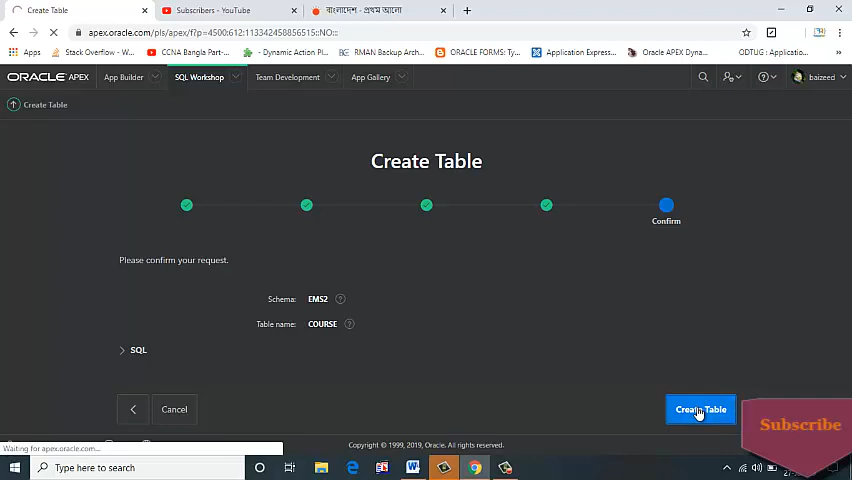 Create Table
Subscribers - YouTube
বাংলাদেশ - প্রথম আলো
apex.oracle.com/pls/apex/f?p=4500:612:113342458856515::NO:::
Apps
Stack Overflow - W...
CCNA Bangla Part-...
- Dynamic Action Pl...
RMAN Backup Arch...
ORACLE FORMS: Ty...
Application Express...
Oracle APEX Dyna...
ODTUG : Applicatio...
ORACLE APEX
App Builder
SQL Workshop
Team Development
App Gallery
baizeed
Create Table
Create Table
Confirm
Please confirm your request.
Schema: EMS2
Table name: COURSE
SQL
Cancel
Create Table
Subscribe
Copyright © 1999, 2019, Oracle. All rights reserved.
Waiting for apex.oracle.com...
Type here to search